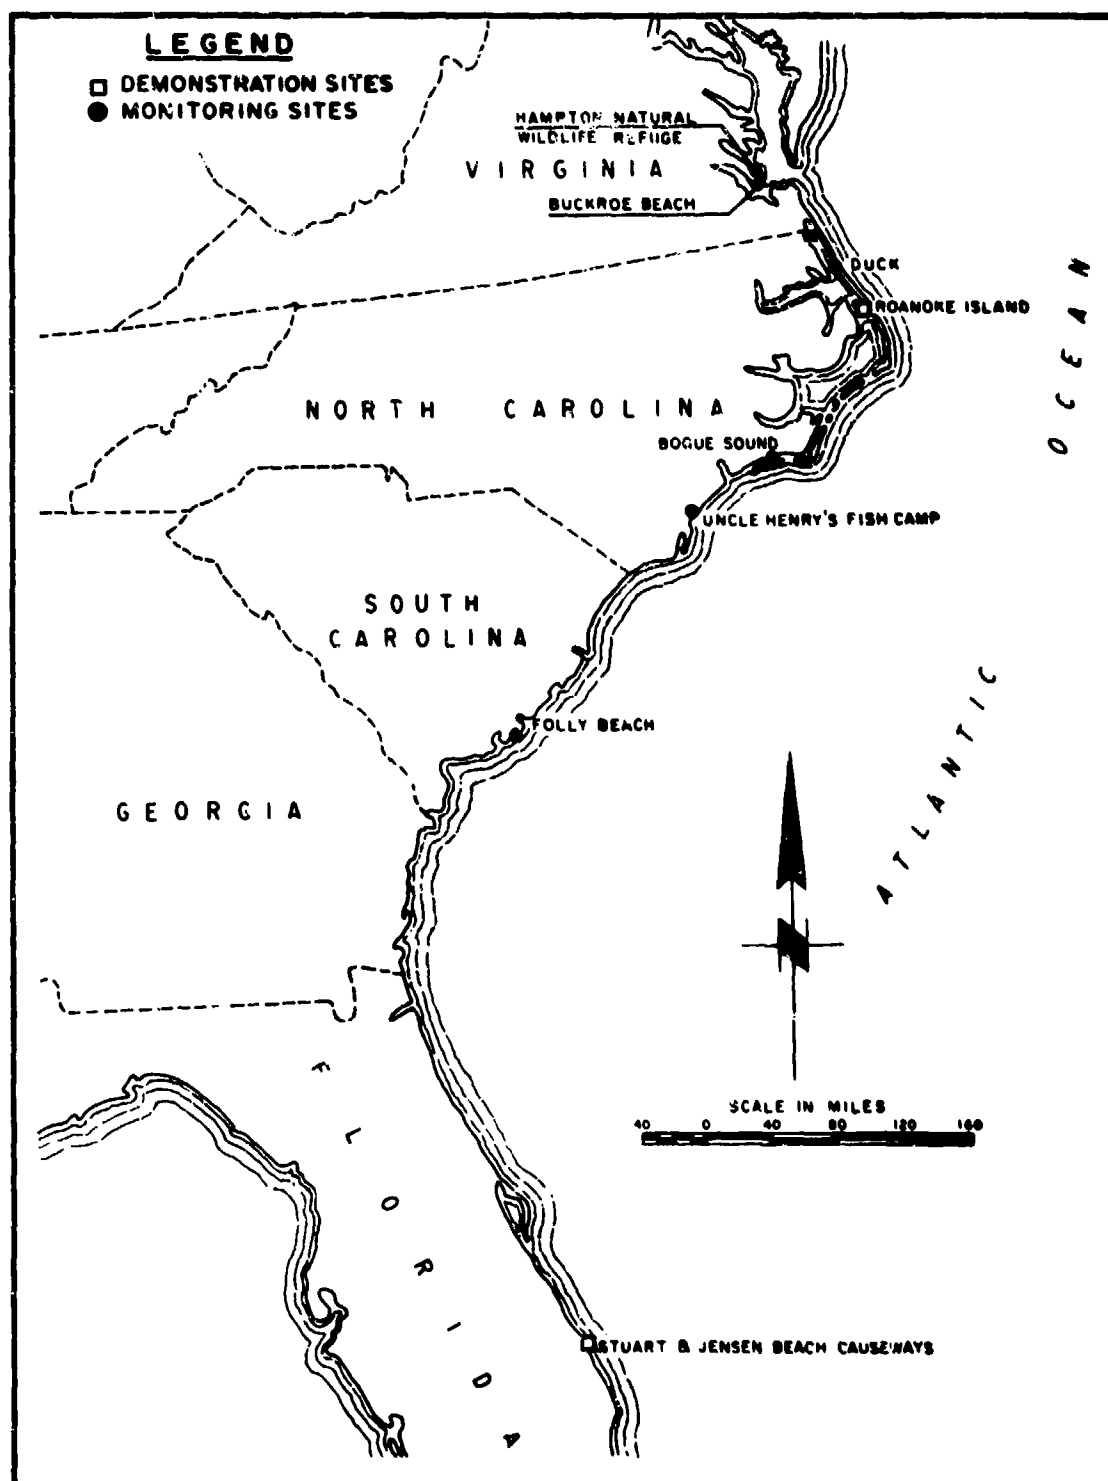 LEGEND
DEMONSTRATION SITES
MONITORING SITES
HAMPTON NATURAL
WILDLIFE REFUGE
VIRGINIA
BUCKROE BEACH
DUCK
ROANOKE ISLAND
OCEAN
NORTH CAROLINA
BOGUE SOUND
UNCLE HENRY'S FISH CAMP
SOUTH
CAROLINA
ATLANTIC
FOLLY BEACH
GEORGIA
N
FLORIDA
SCALE IN MILES
40 0 40 80 120 160
STUART & JENSEN BEACH CAUSEWAYS